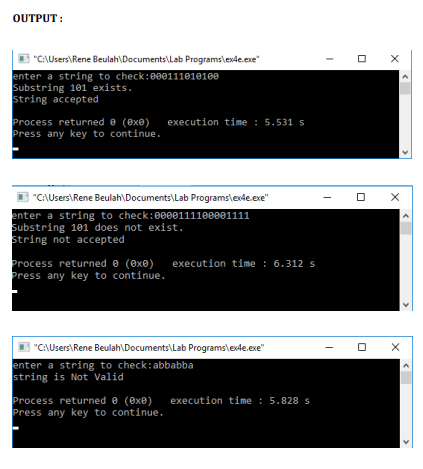 OUTPUT :
"C:\Users\Rene Beulah\Documents\Lab Programs\ex4e.exe"
enter a string to check:000111010100
Substring 101 exists.
String accepted
Process returned 0 (0x0)   execution time : 5.531 s
Press any key to continue.
"C:\Users\Rene Beulah\Documents\Lab Programs\ex4e.exe"
enter a string to check:0000111100001111
Substring 101 does not exist.
String not accepted
Process returned 0 (0x0)   execution time : 6.312 s
Press any key to continue.
"C:\Users\Rene Beulah\Documents\Lab Programs\ex4e.exe"
enter a string to check:abbabba
string is Not Valid
Process returned 0 (0x0)   execution time : 5.828 s
Press any key to continue.